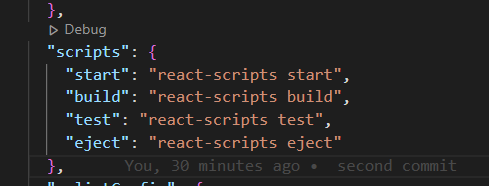 },
Debug
"scripts": {
"start": "react-scripts start",
"build": "react-scripts build",
"test": "react-scripts test",
"eject": "react-scripts eject"
}, You, 30 minutes ago • second commit